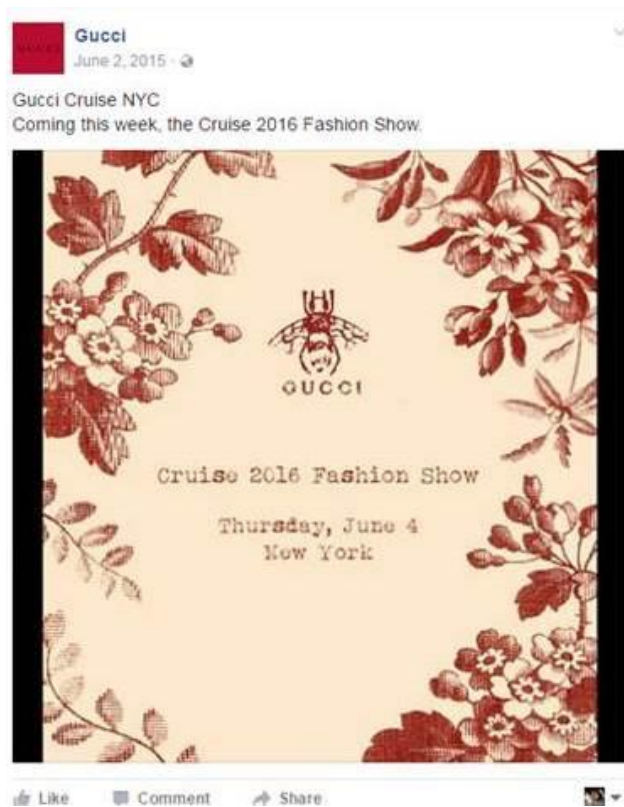 Gucci
June 2, 2015
Gucci Cruise NYC
Coming this week, the Cruise 2016 Fashion Show.
GUCCI
Cruise 2016 Fashion Show
Thursday, June 4
New York
Like Comment Share